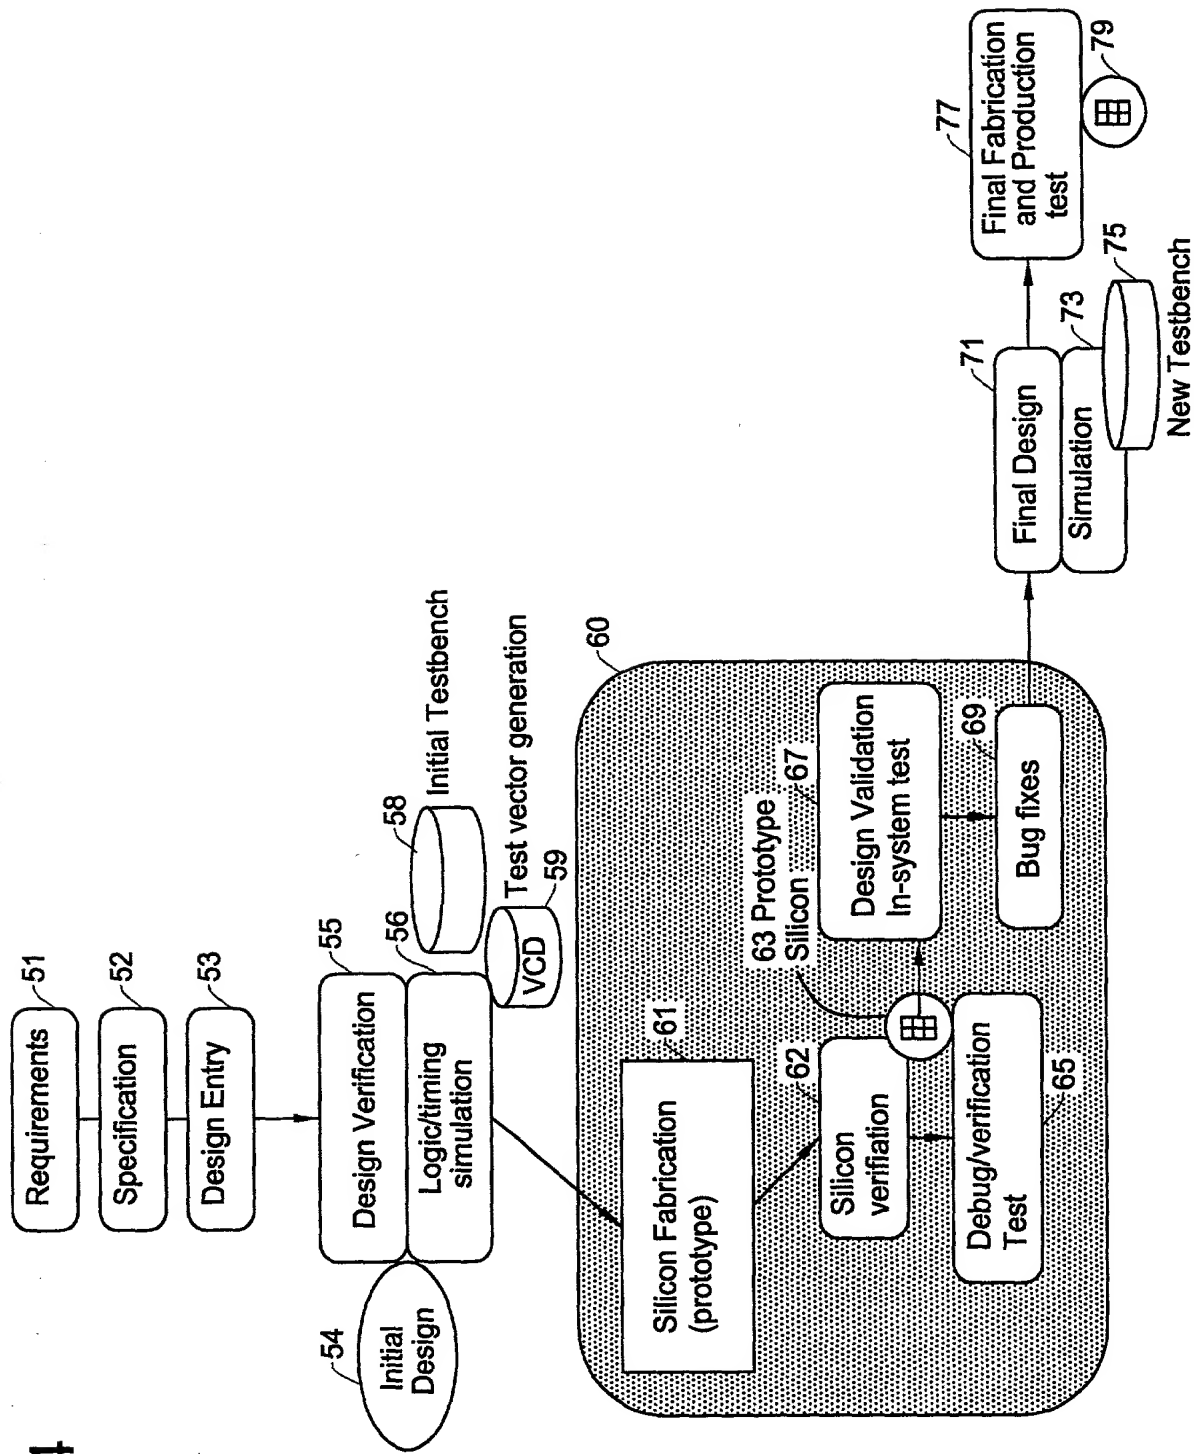 Requirements
51
Specification
52
Design Entry
53
54
Initial
Design
Design Verification
55
Logic/timing
simulation
56
58
Initial Testbench
Test vector generation
VCD
59
60
Silicon Fabrication
(prototype)
61
62
Silicon
verifiation
63 Prototype
Silicon
Debug/verification
Test
65
67
Design Validation
In-system test
69
Bug fixes
71
Final Design
Simulation
73
75
New Testbench
77
Final Fabrication
and Production
test
79